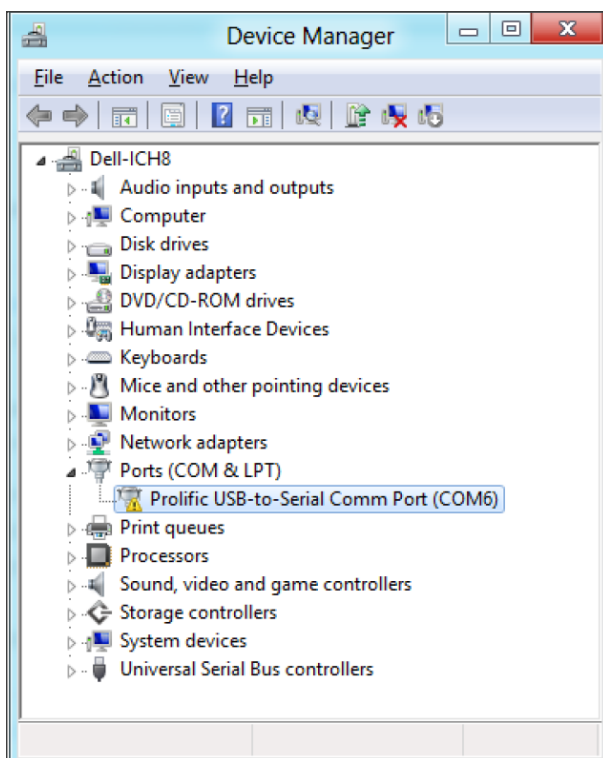 Device Manager
File Action View Help
Dell-ICH8
Audio inputs and outputs
Computer
Disk drives
Display adapters
DVD/CD-ROM drives
Human Interface Devices
Keyboards
Mice and other pointing devices
Monitors
Network adapters
Ports (COM & LPT)
Prolific USB-to-Serial Comm Port (COM6)
Print queues
Processors
Sound, video and game controllers
Storage controllers
System devices
Universal Serial Bus controllers